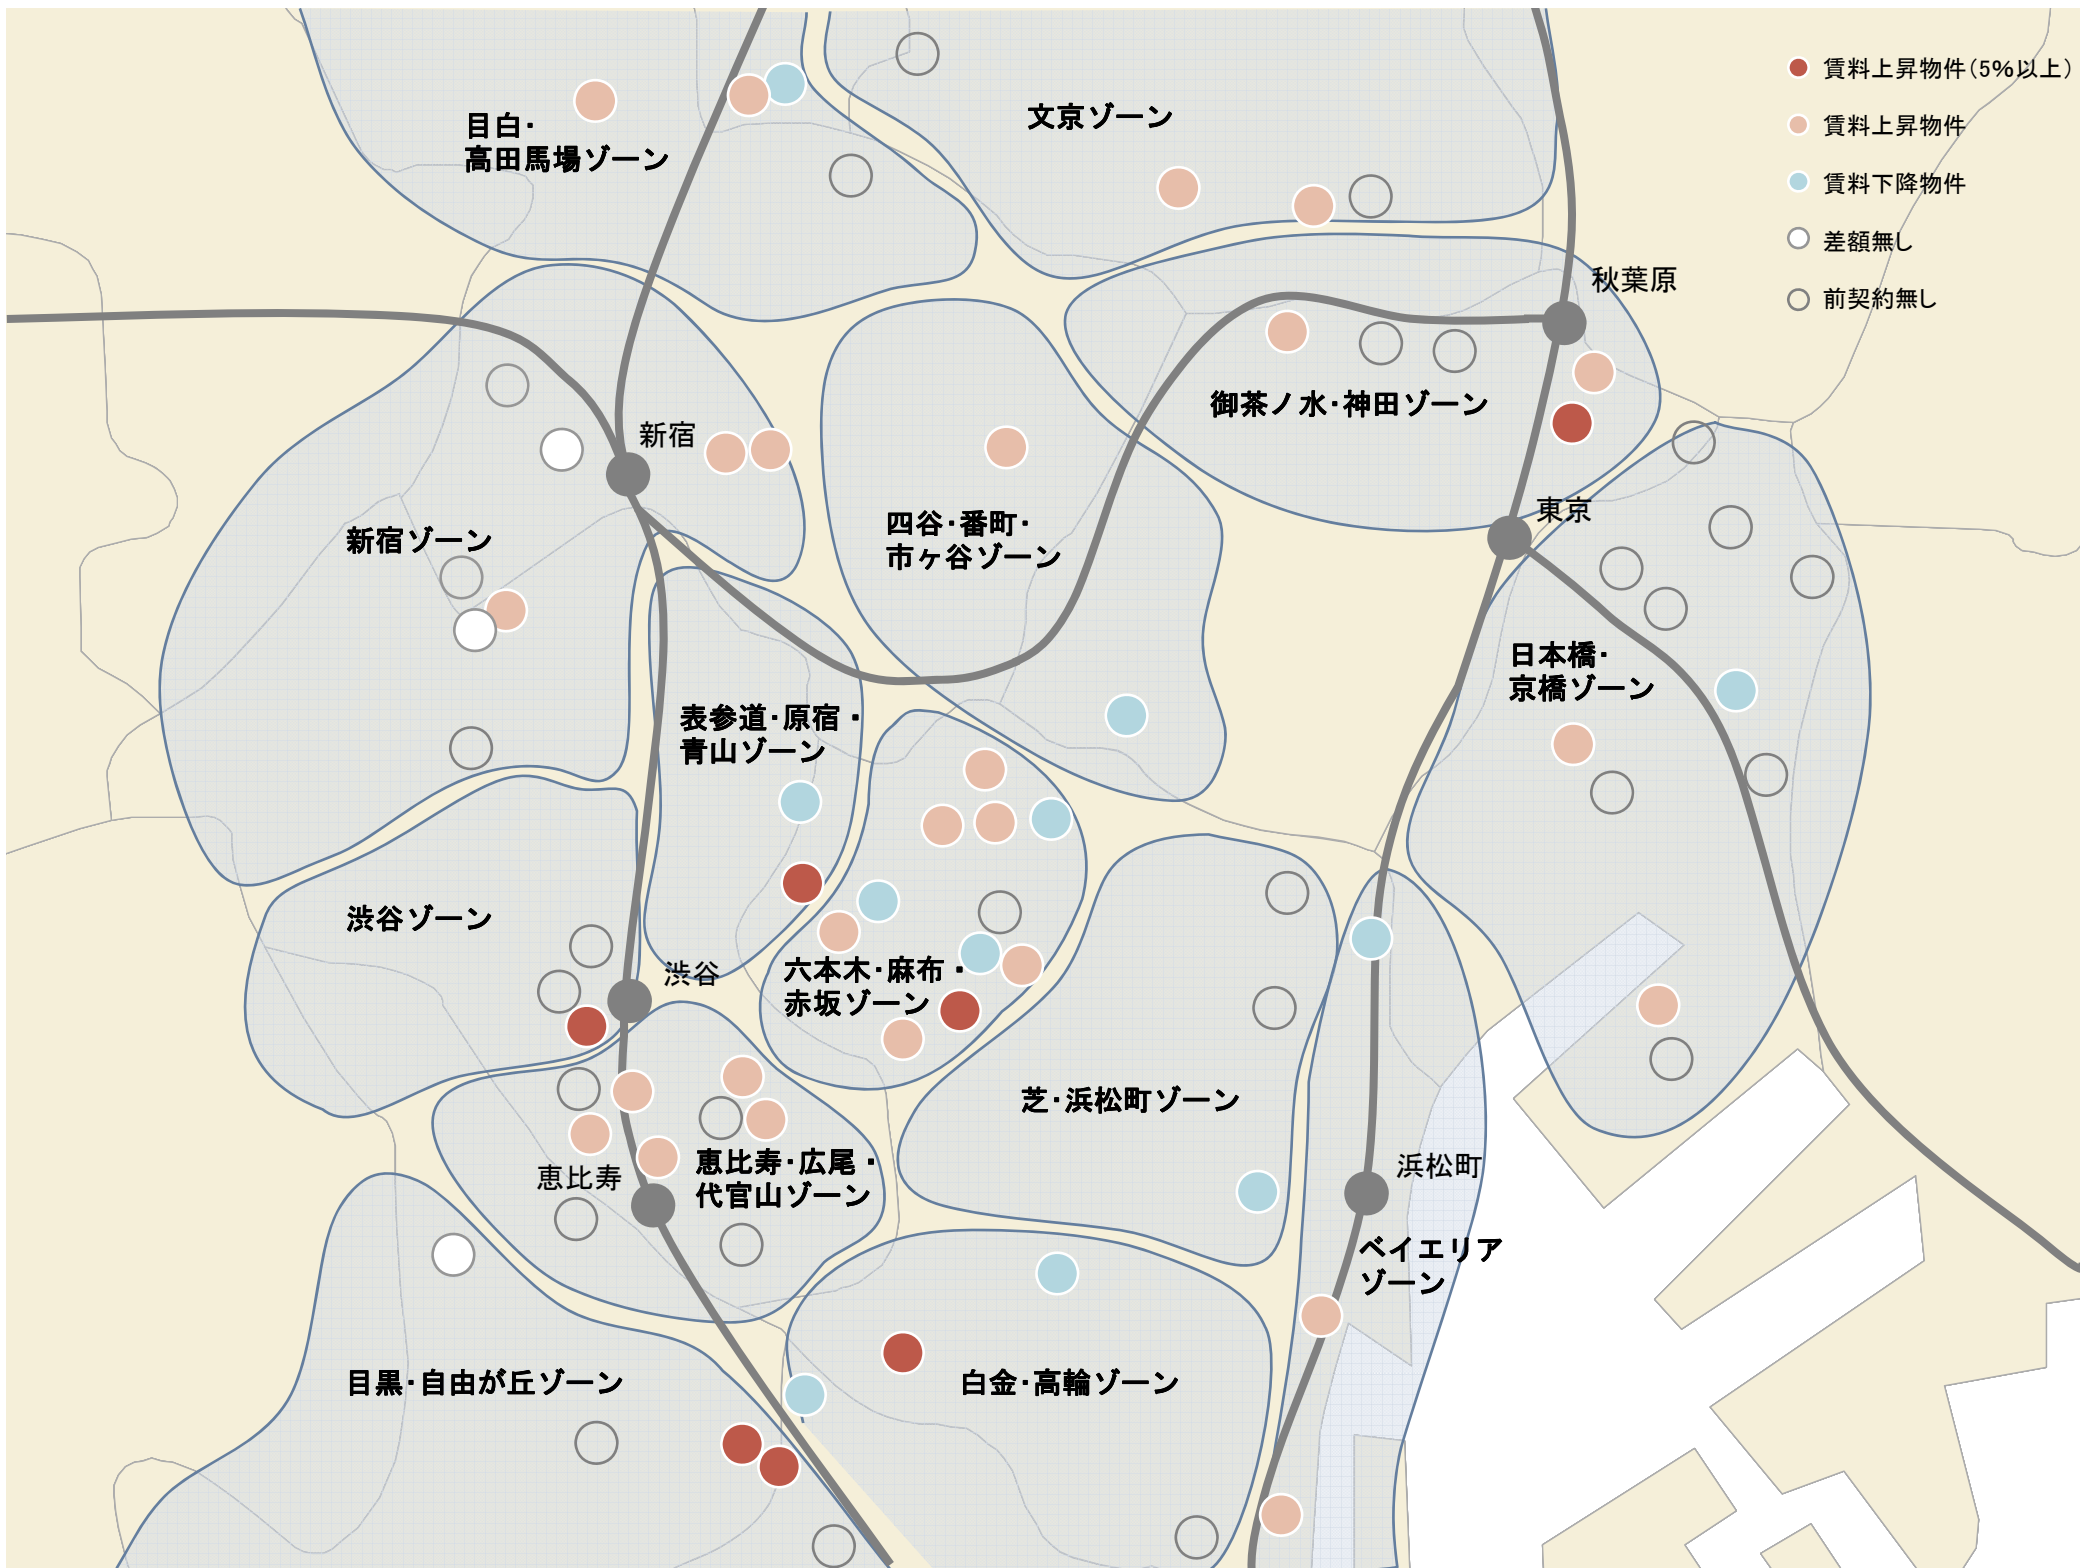 賃料上昇物件（5％以上）
賃料上昇物件
賃料下降物件
差額無し
前契約無し
目白・
高田馬場ゾーン
文京ゾーン
秋葉原
御茶ノ水・神田ゾーン
新宿
新宿ゾーン
四谷・番町・
市ヶ谷ゾーン
東京
日本橋・
京橋ゾーン
表参道・原宿・
青山ゾーン
渋谷ゾーン
渋谷
六本木・麻布・
赤坂ゾーン
芝・浜松町ゾーン
恵比寿
恵比寿・広尾・
代官山ゾーン
浜松町
ベイエリア
ゾーン
目黒・自由が丘ゾーン
白金・高輪ゾーン